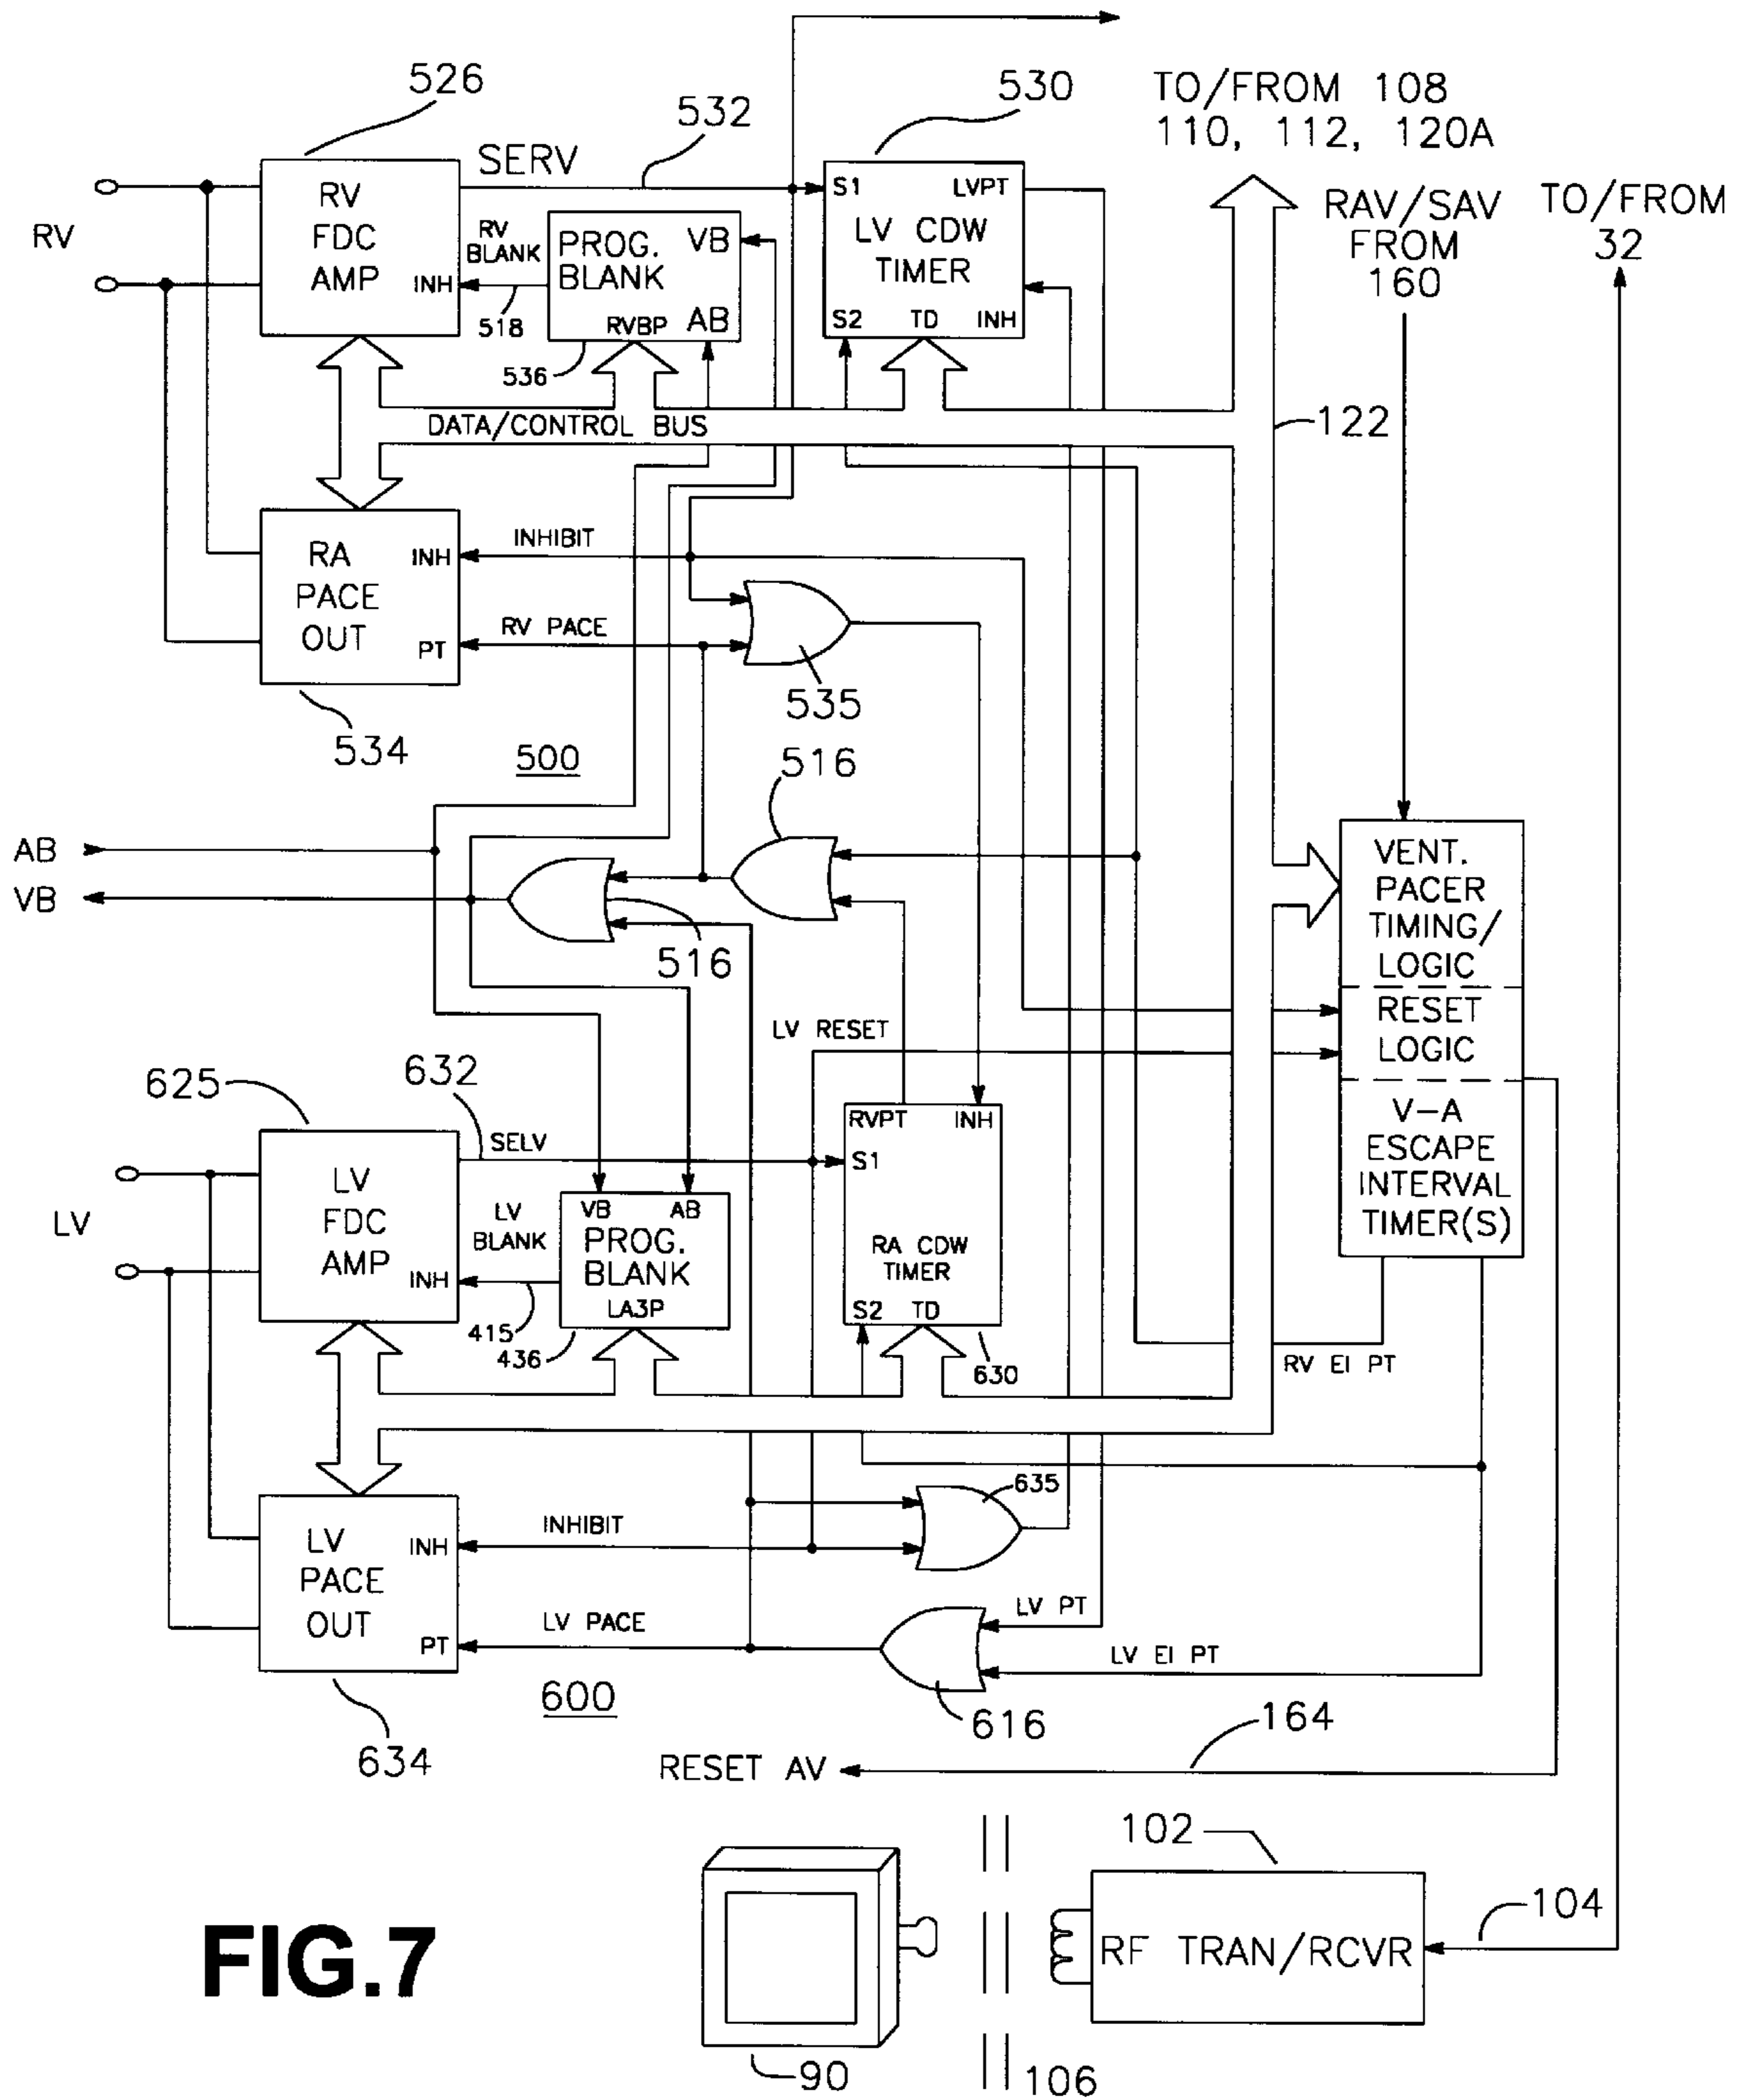 526
532
530
TO/FROM 108
110, 112, 120A
RAV/SAV
FROM
160
TO/FROM
32
SERV
RV
RV
FDC
AMP
INH
RV
BLANK
518
PROG.
BLANK
VB
RVBP
AB
536
S1
LVPT
LV CDW
TIMER
S2
TD
INH
122
DATA/CONTROL BUS
RA
PACE
OUT
INH
PT
INHIBIT
RV PACE
535
534
500
516
AB
VB
516
VENT.
PACER
TIMING/
LOGIC
RESET
LOGIC
V-A
ESCAPE
INTERVAL
TIMER(S)
LV RESET
625
632
SELV
LV
LV
FDC
AMP
INH
LV
BLANK
415
VB
AB
PROG.
BLANK
LA3P
436
RVPT
INH
S1
RA CDW
TIMER
S2
TD
630
RV EI PT
635
LV
PACE
OUT
INH
PT
INHIBIT
LV PACE
LV PT
LV EI PT
634
600
616
164
RESET AV
102
104
RF TRAN/RCVR
FIG.7
90
106